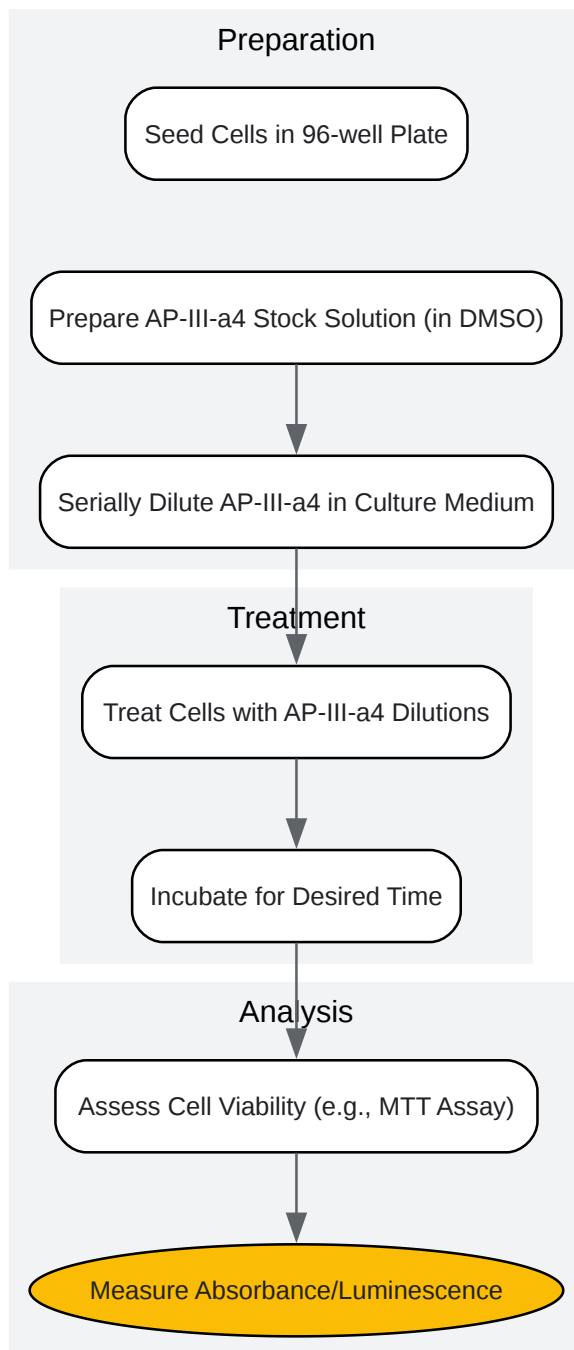 Preparation
Seed Cells in 96-well Plate
Prepare AP-III-a4 Stock Solution (in DMSO)
Serially Dilute AP-III-a4 in Culture Medium
Treatment
Treat Cells with AP-III-a4 Dilutions
Incubate for Desired Time
Analysis
Assess Cell Viability (e.g., MTT Assay)
Measure Absorbance/Luminescence